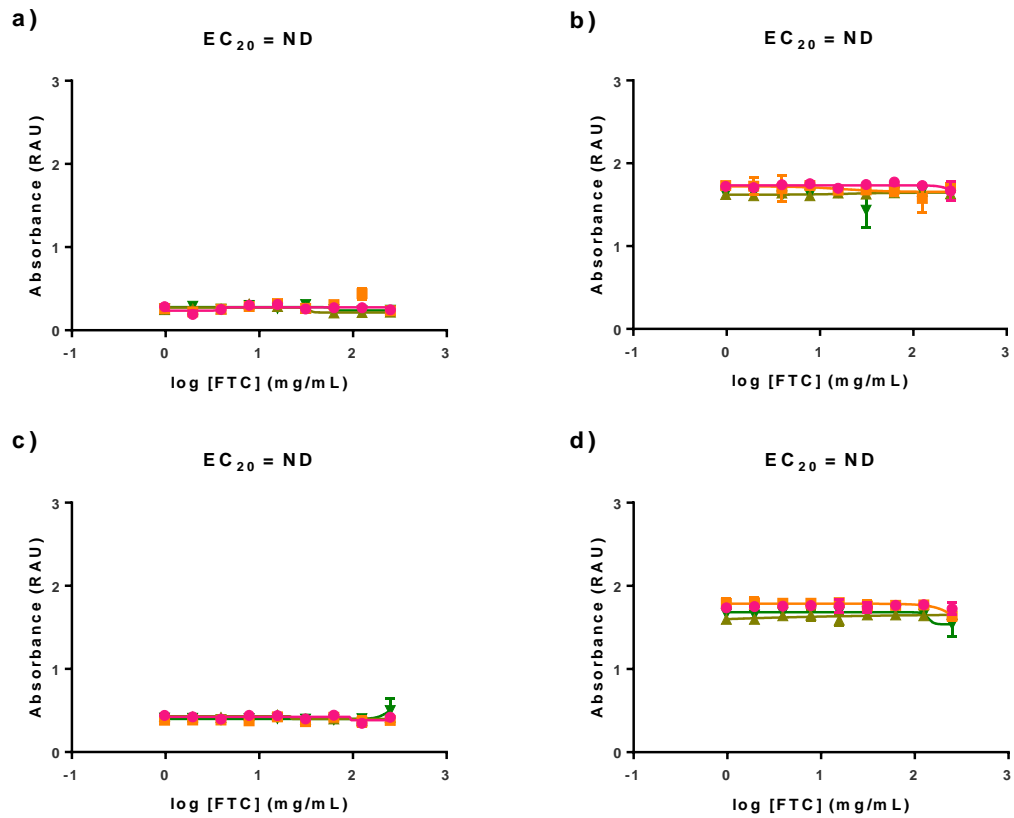 a)
EC20 = ND
3
2
1
0
-1 0 1 2 3
Absorbance (RAU)
log [FTC] (mg/mL)
b)
EC20 = ND
3
2
1
0
-1 0 1 2 3
Absorbance (RAU)
log [FTC] (mg/mL)
c)
EC20 = ND
3
2
1
0
-1 0 1 2 3
Absorbance (RAU)
log [FTC] (mg/mL)
d)
EC20 = ND
3
2
1
0
-1 0 1 2 3
Absorbance (RAU)
log [FTC] (mg/mL)